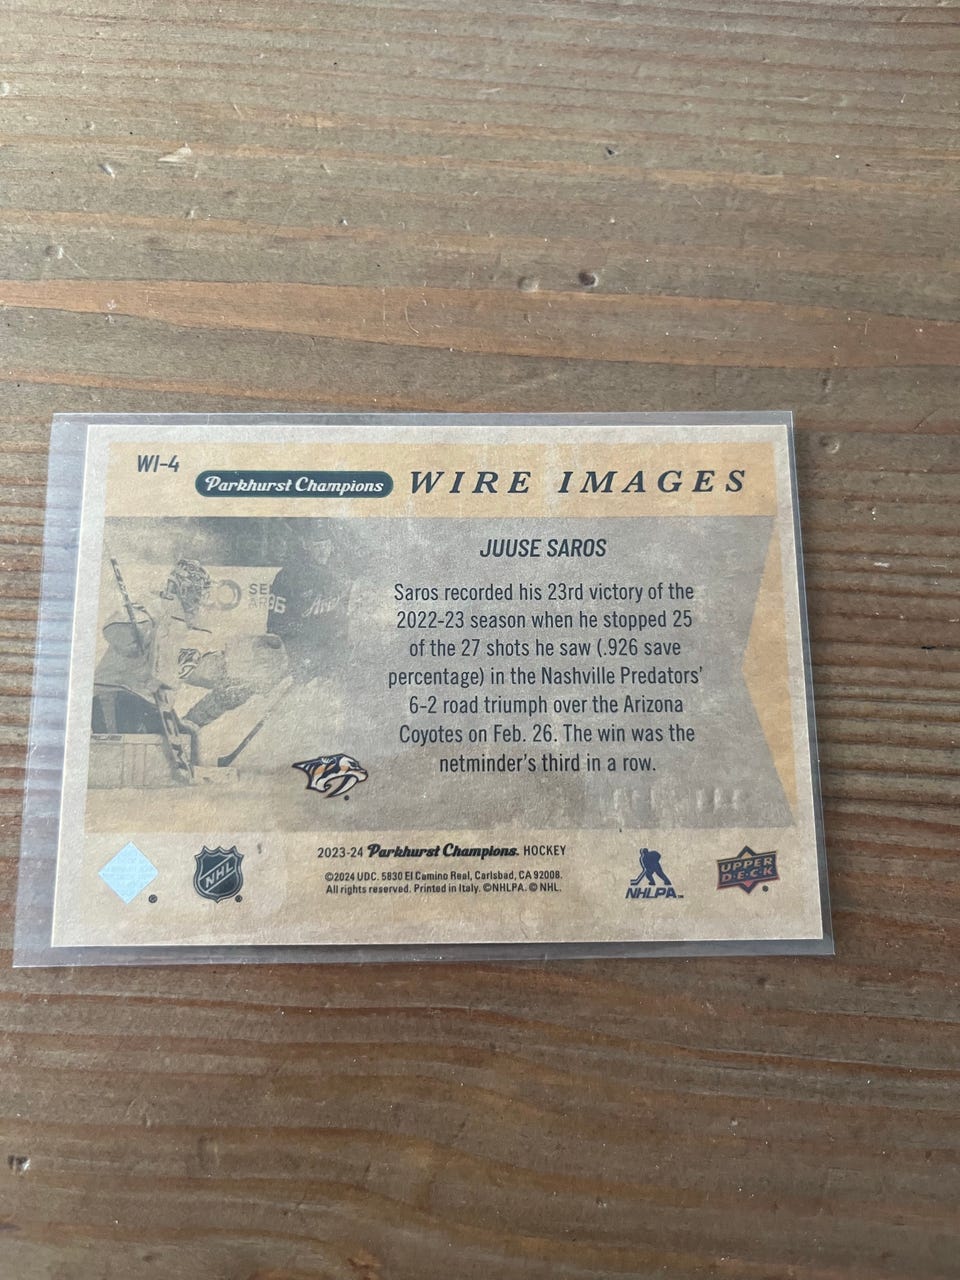 WI-4
Parkhurst Champions WIRE IMAGES
JUUSE SAROS
Saros recorded his 23rd victory of the
2022-23 season when he stopped 25
of the 27 shots he saw (.926 save
percentage) in the Nashville Predators'
6-2 road triumph over the Arizona
Coyotes on Feb. 26. The win was the
netminder's third in a row.
2023-24 Parkhurst Champions. HOCKEY
©2024 UDC. 5830 El Camino Real, Carlsbad, CA 92008.
All rights reserved. Printed in Italy. ©NHLPA. © NHL.
NHL
NHLPA™
UPPER
D·E·C·K